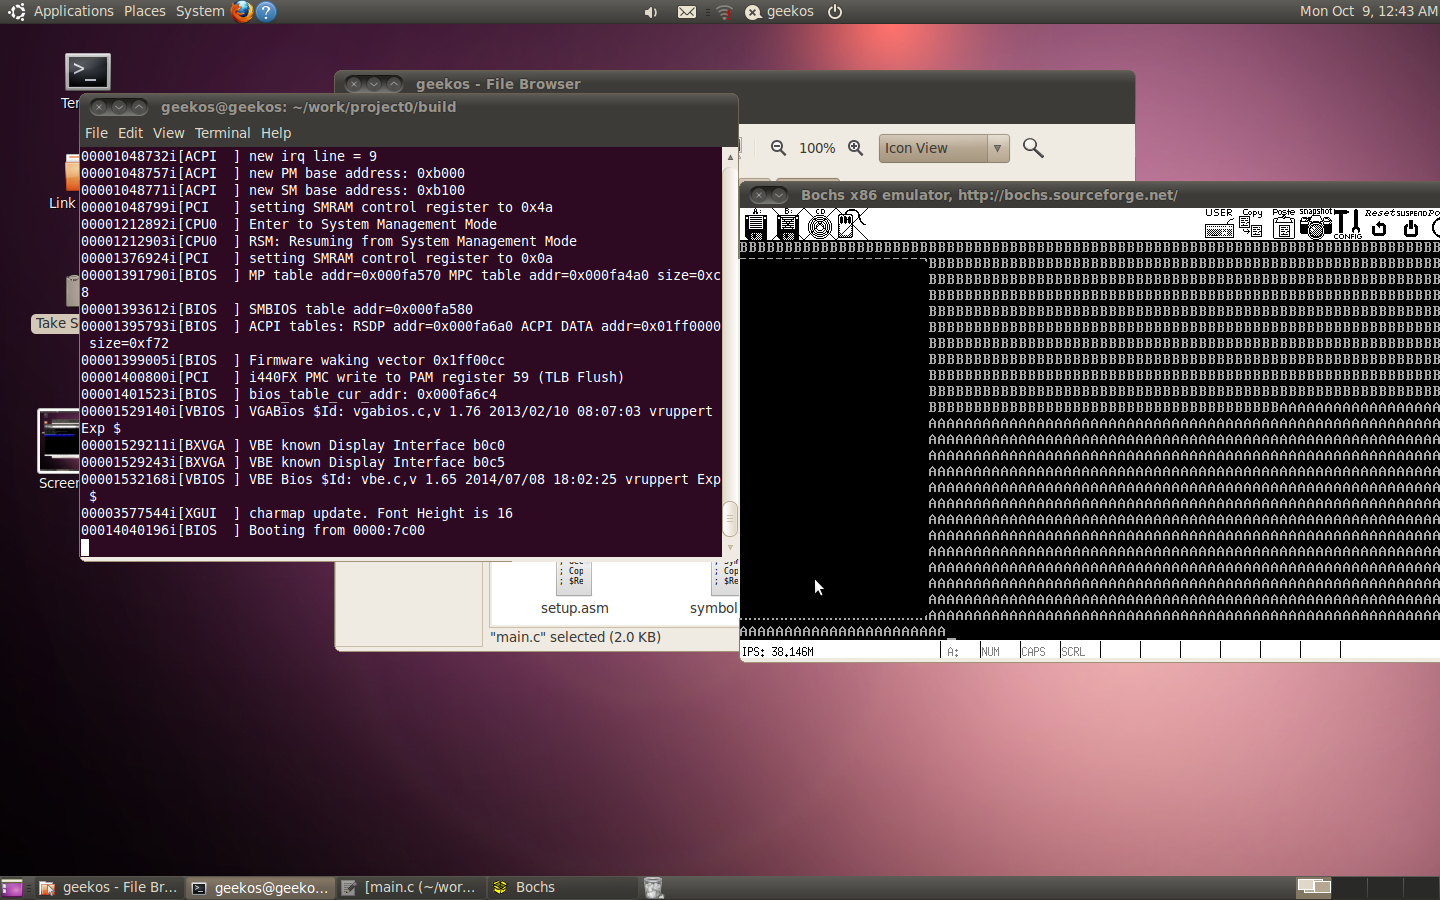 Applications Places System
geekos
Mon Oct 9, 12:43 AM
geekos - File Browser
geekos@geekos: ~/work/project0/build
File Edit View Terminal Help
00001048732i[ACPI  ] new irq line = 9
00001048757i[ACPI  ] new PM base address: 0xb000
00001048771i[ACPI  ] new SM base address: 0xb100
00001048799i[PCI   ] setting SMRAM control register to 0x4a
00001212892i[CPU0  ] Enter to System Management Mode
00001212903i[CPU0  ] RSM: Resuming from System Management Mode
00001376924i[PCI   ] setting SMRAM control register to 0x0a
00001391790i[BIOS  ] MP table addr=0x000fa570 MPC table addr=0x000fa4a0 size=0xc
8
00001393612i[BIOS  ] SMBIOS table addr=0x000fa580
00001395793i[BIOS  ] ACPI tables: RSDP addr=0x000fa6a0 ACPI DATA addr=0x01ff0000
 size=0xf72
00001399005i[BIOS  ] Firmware waking vector 0x1ff00cc
00001400800i[PCI   ] i440FX PMC write to PAM register 59 (TLB Flush)
00001401523i[BIOS  ] bios_table_cur_addr: 0x000fa6c4
00001529140i[VBIOS ] VGABios $Id: vgabios.c,v 1.76 2013/02/10 08:07:03 vruppert
Exp $
00001529211i[BXVGA ] VBE known Display Interface b0c0
00001529243i[BXVGA ] VBE known Display Interface b0c5
00001532168i[VBIOS ] VBE Bios $Id: vbe.c,v 1.65 2014/07/08 18:02:25 vruppert Exp
 $
00003577544i[XGUI  ] charmap update. Font Height is 16
00014040196i[BIOS  ] Booting from 0000:7c00
Link
Take S
Screen
100% Icon View
Bochs x86 emulator, http://bochs.sourceforge.net/
A: B: CD
USER Copy Paste snapshot CONFIG Reset SUSPEND
IPS: 38.146M A: NUM CAPS SCRL
; Cop
; $Re
; Cop
; $Re
setup.asm symbol
"main.c" selected (2.0 KB)
geekos - File Br... geekos@geeko... [main.c (~/wor... Bochs